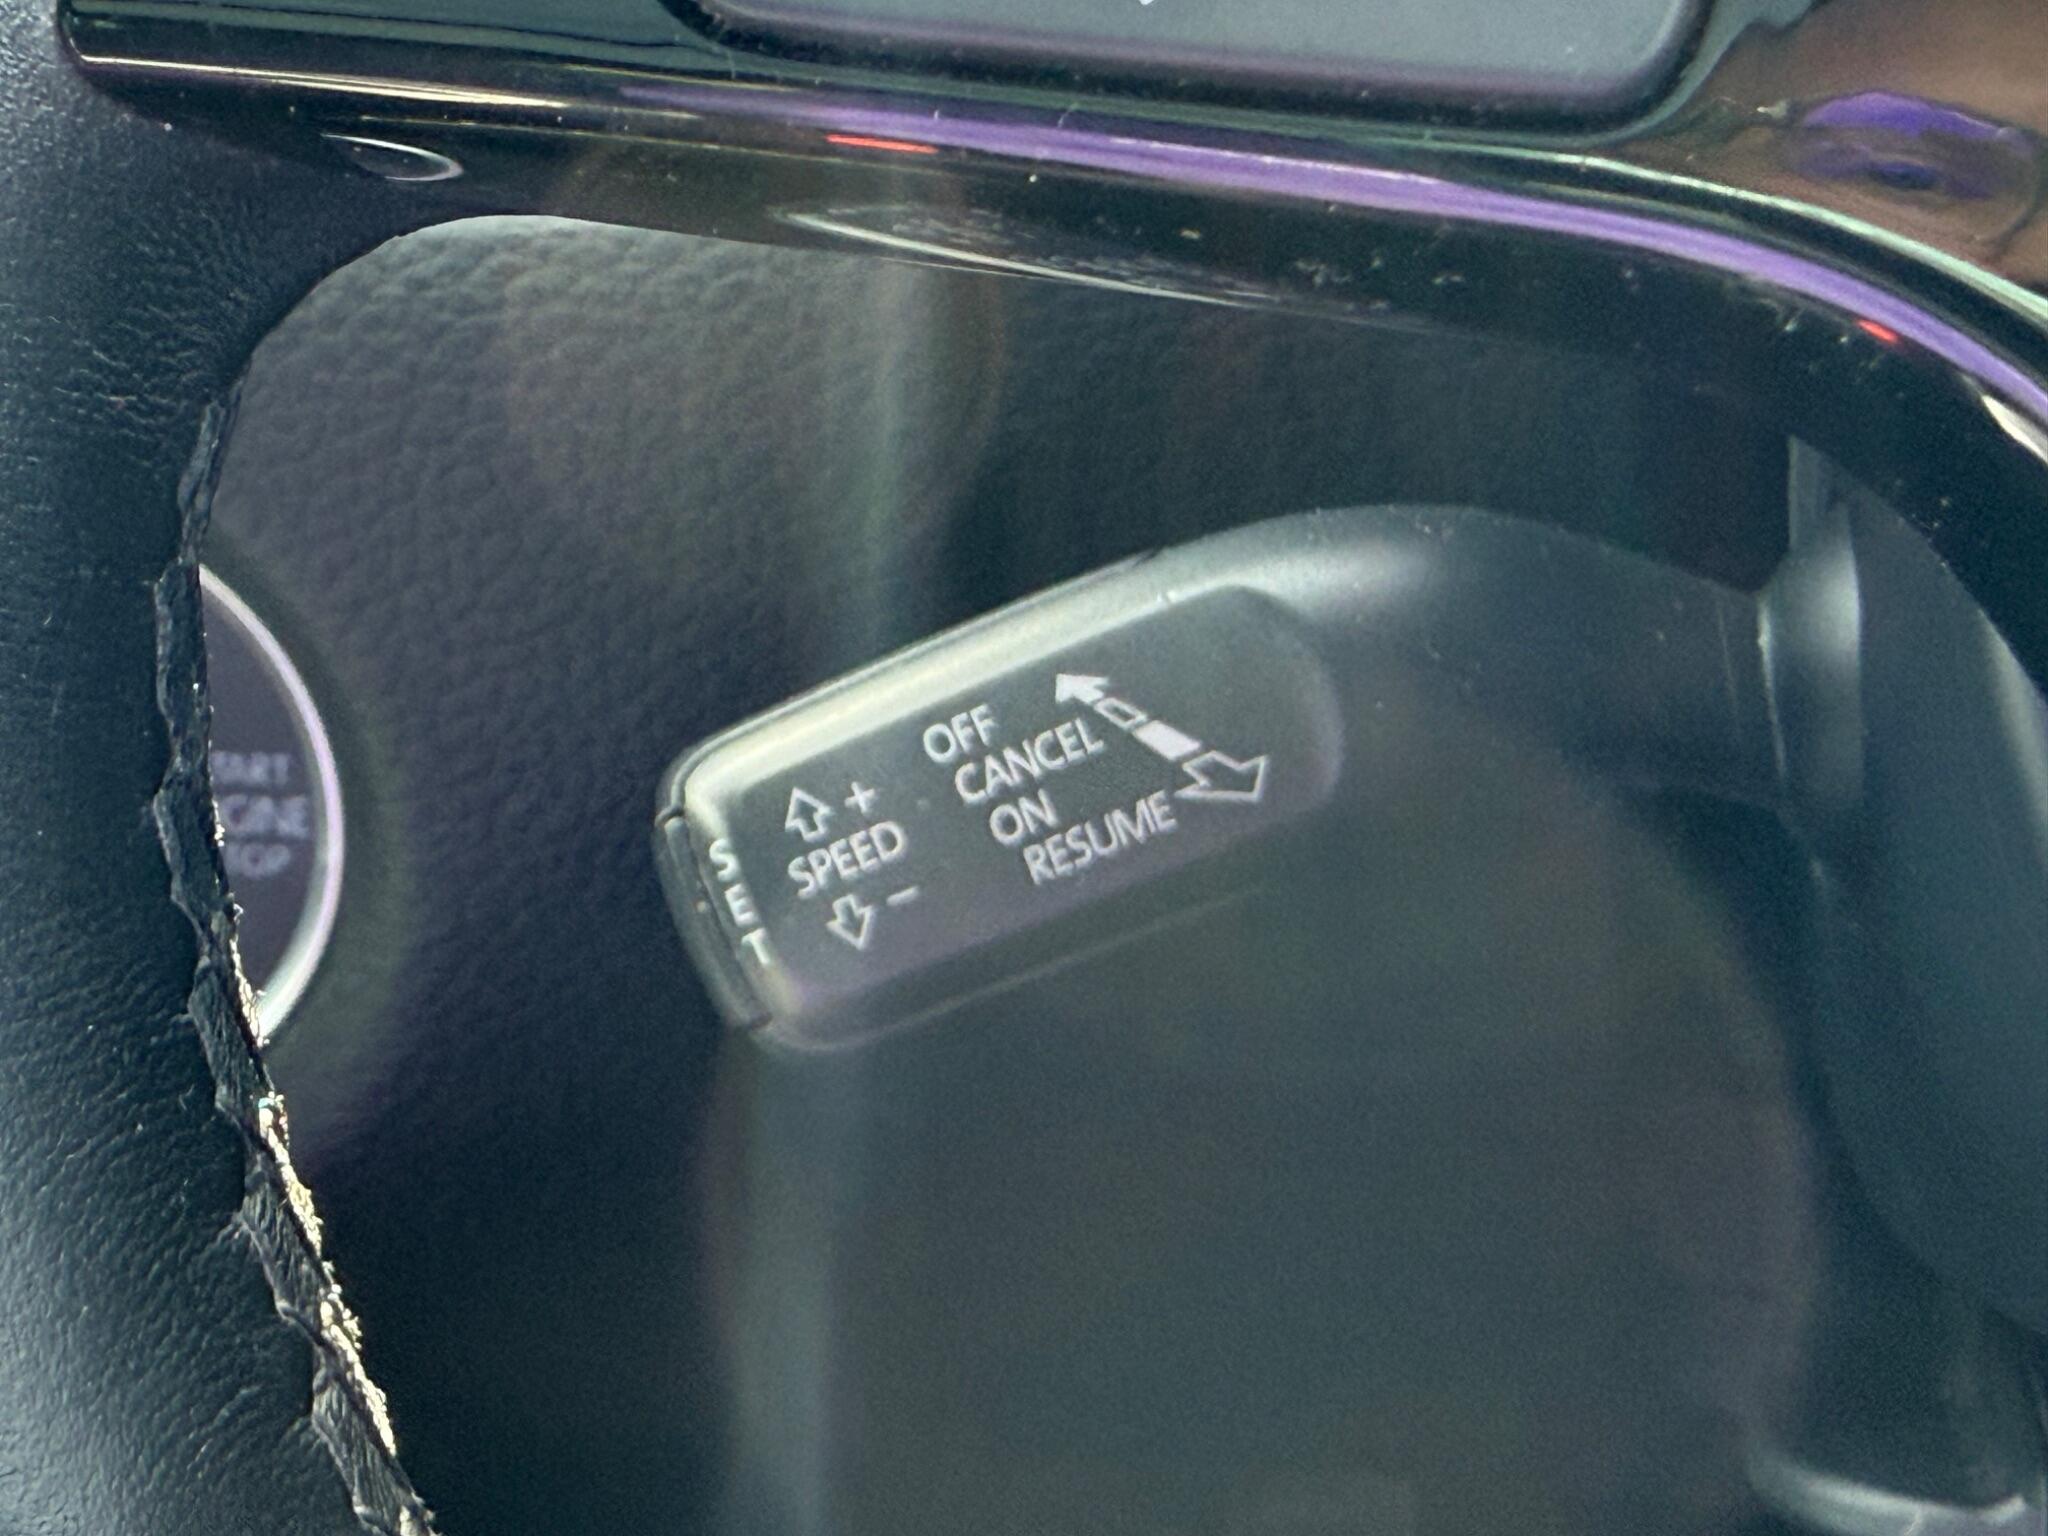 OFF
CANCEL
ON
RESUME
+
SPEED
−
SET